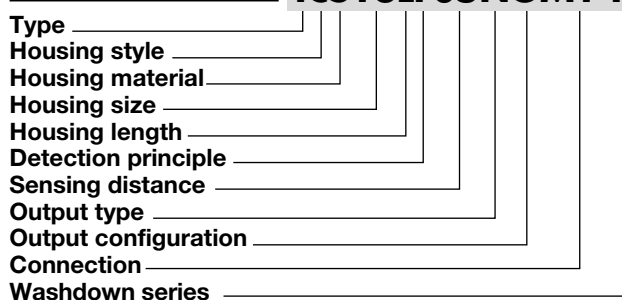 Type
Housing style
Housing material
Housing size
Housing length
Detection principle
Sensing distance
Output type
Output configuration
Connection
Washdown series